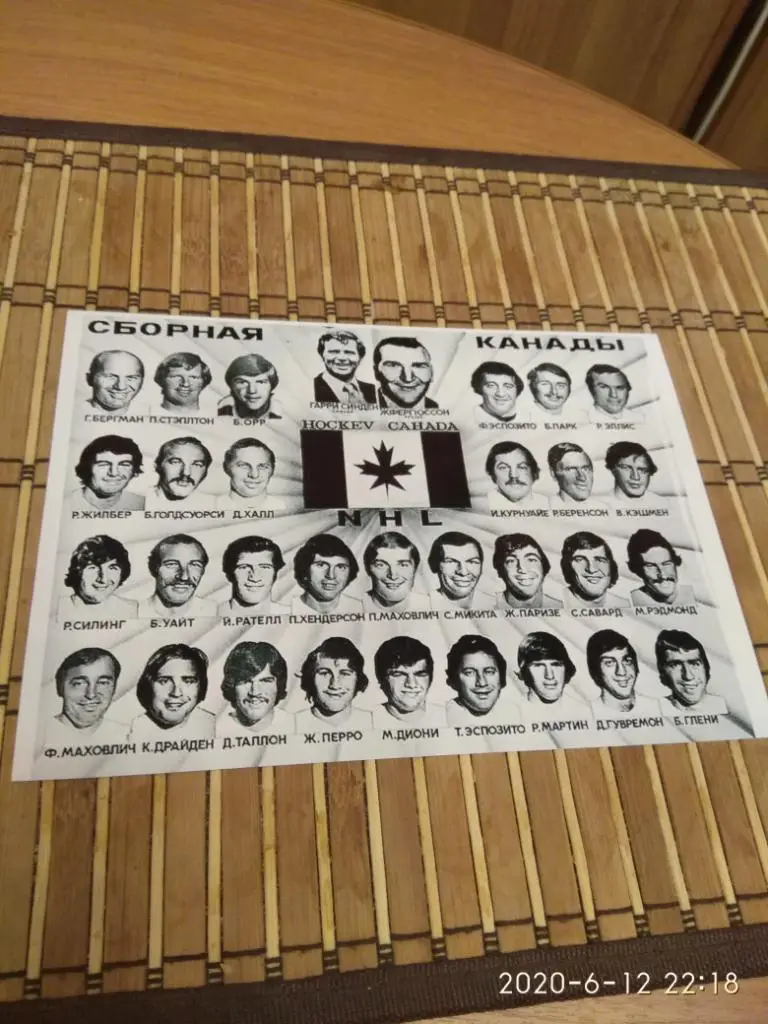 СБОРНАЯ КАНАДЫ
ГАРРИ СИНДЕН Ж.ФЕРГЮССОН
Г.БЕРГМАН П.СТЭПЛТОН Б.ОРР Ф.ЭСПОЗИТО Б.ПАРК Р.ЭЛЛИС
HOCKEY CAHADA
Р.ЖИЛБЕР Б.ГОЛДСУОРСИ Д.ХАЛЛ И.КУРНУАЙЕ Р.БЕРЕНСОН В.КЭШМЕН
NHL
Р.СИЛИНГ Б.УАЙТ Й.РАТЕЛЛ П.ХЕНДЕРСОН П.МАХОВЛИЧ С.МИКИТА Ж.ПАРИЗЕ С.САВАРД М.РЭДМОНД
Ф.МАХОВЛИЧ К.ДРАЙДЕН Д.ТАЛЛОН Ж.ПЕРРО М.ДИОНИ Т.ЭСПОЗИТО Р.МАРТИН Д.ГУВРЕМОН Б.ГЛЕНИ
2020-6-12 22:18